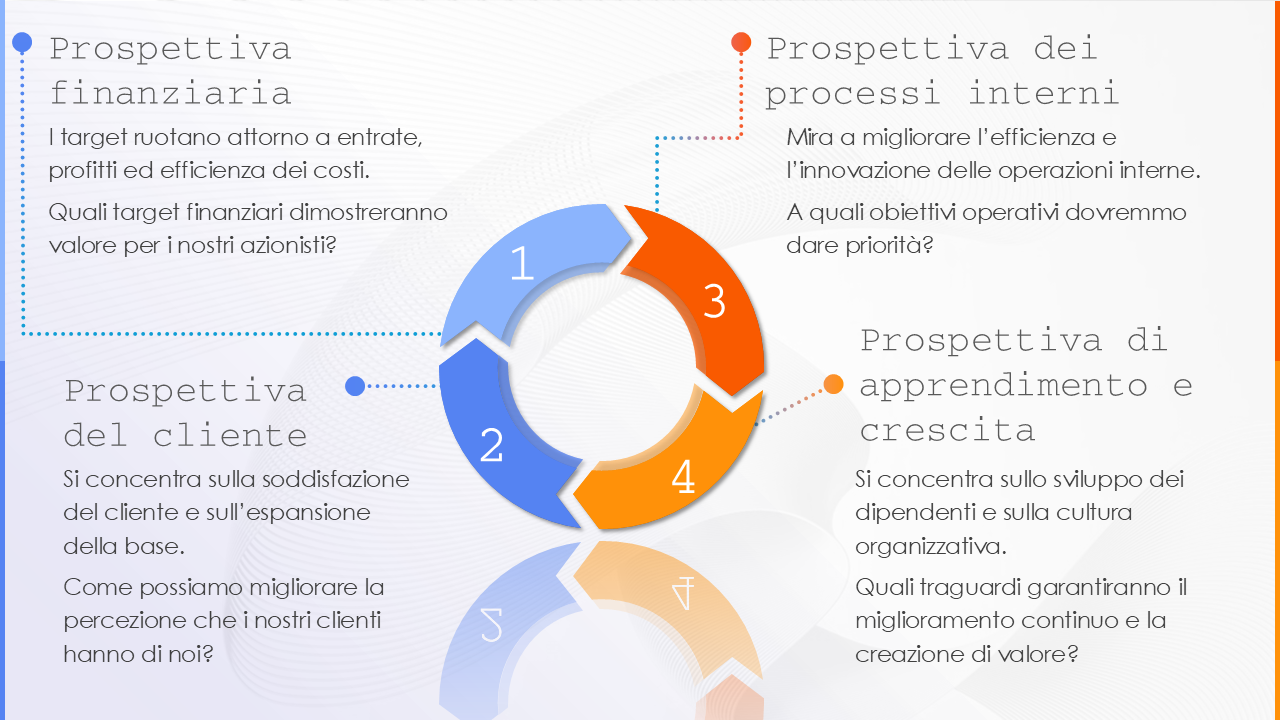 Prospettiva
finanziaria
I target ruotano attorno a entrate,
profitti ed efficienza dei costi.
Quali target finanziari dimostreranno
valore per i nostri azionisti?
Prospettiva dei
processi interni
Mira a migliorare l’efficienza e
l’innovazione delle operazioni interne.
A quali obiettivi operativi dovremmo
dare priorità?
1
3
2
4
Prospettiva
del cliente
Si concentra sulla soddisfazione
del cliente e sull’espansione
della base.
Come possiamo migliorare la
percezione che i nostri clienti
hanno di noi?
Prospettiva di
apprendimento e
crescita
Si concentra sullo sviluppo dei
dipendenti e sulla cultura
organizzativa.
Quali traguardi garantiranno il
miglioramento continuo e la
creazione di valore?